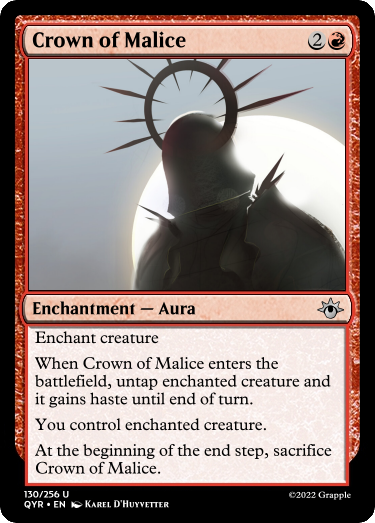 Crown of Malice 2
Enchantment — Aura
Enchant creature
When Crown of Malice enters the
battlefield, untap enchanted creature and
it gains haste until end of turn.
You control enchanted creature.
At the beginning of the end step, sacrifice
Crown of Malice.
130/256 U
QYR • EN Karel D'Huyvetter
©2022 Grapple